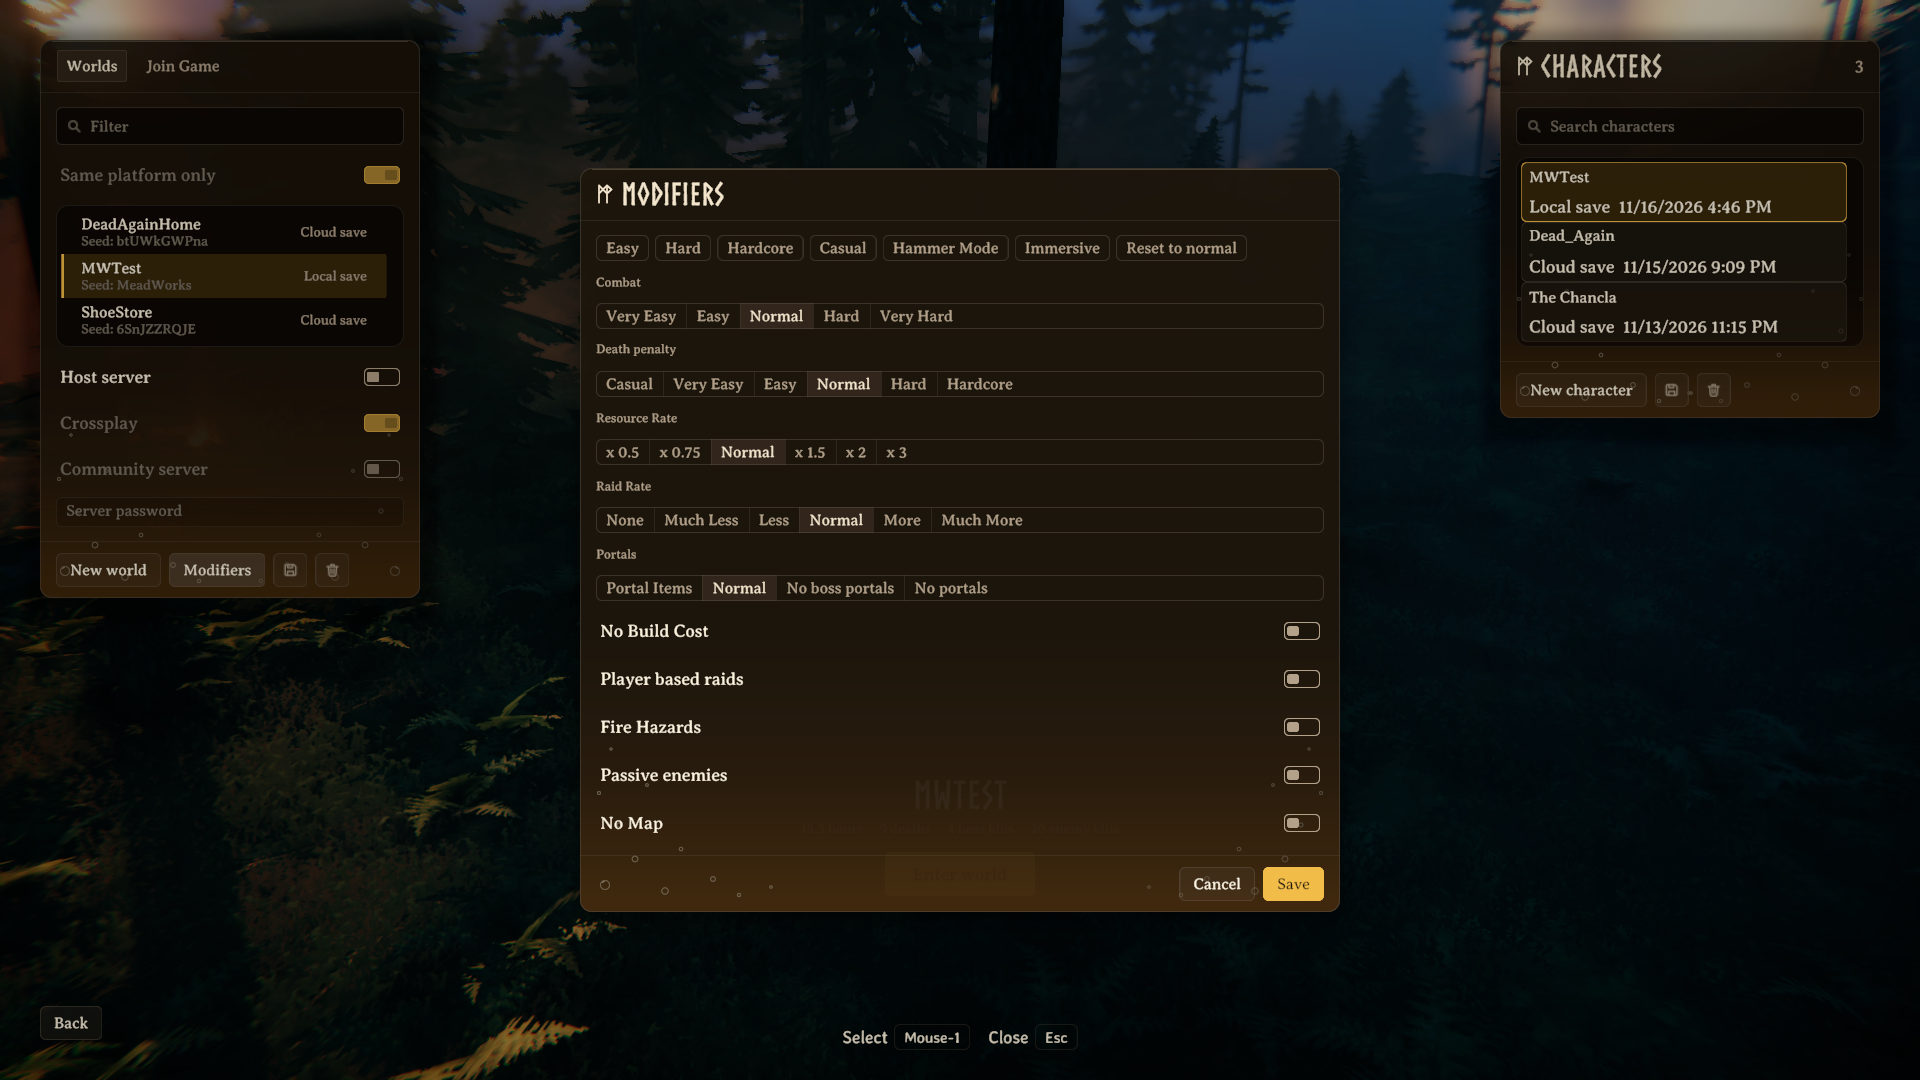 Worlds
Join Game
Filter
Same platform only
DeadAgainHome
Seed: btUWkGWPna
Cloud save
MWTest
Seed: MeadWorks
Local save
ShoeStore
Seed: 6SnJZZRQJE
Cloud save
Host server
Crossplay
Community server
Server password
New world
Modifiers
MODIFIERS
Easy
Hard
Hardcore
Casual
Hammer Mode
Immersive
Reset to normal
Combat
Very Easy
Easy
Normal
Hard
Very Hard
Death penalty
Casual
Very Easy
Easy
Normal
Hard
Hardcore
Resource Rate
x 0.5
x 0.75
Normal
x 1.5
x 2
x 3
Raid Rate
None
Much Less
Less
Normal
More
Much More
Portals
Portal Items
Normal
No boss portals
No portals
No Build Cost
Player based raids
Fire Hazards
Passive enemies
MWTEST
No Map
Enter world
Cancel
Save
CHARACTERS
3
Search characters
MWTest
Local save 11/16/2026 4:46 PM
Dead_Again
Cloud save 11/15/2026 9:09 PM
The Chancla
Cloud save 11/13/2026 11:15 PM
New character
Back
Select
Mouse-1
Close
Esc